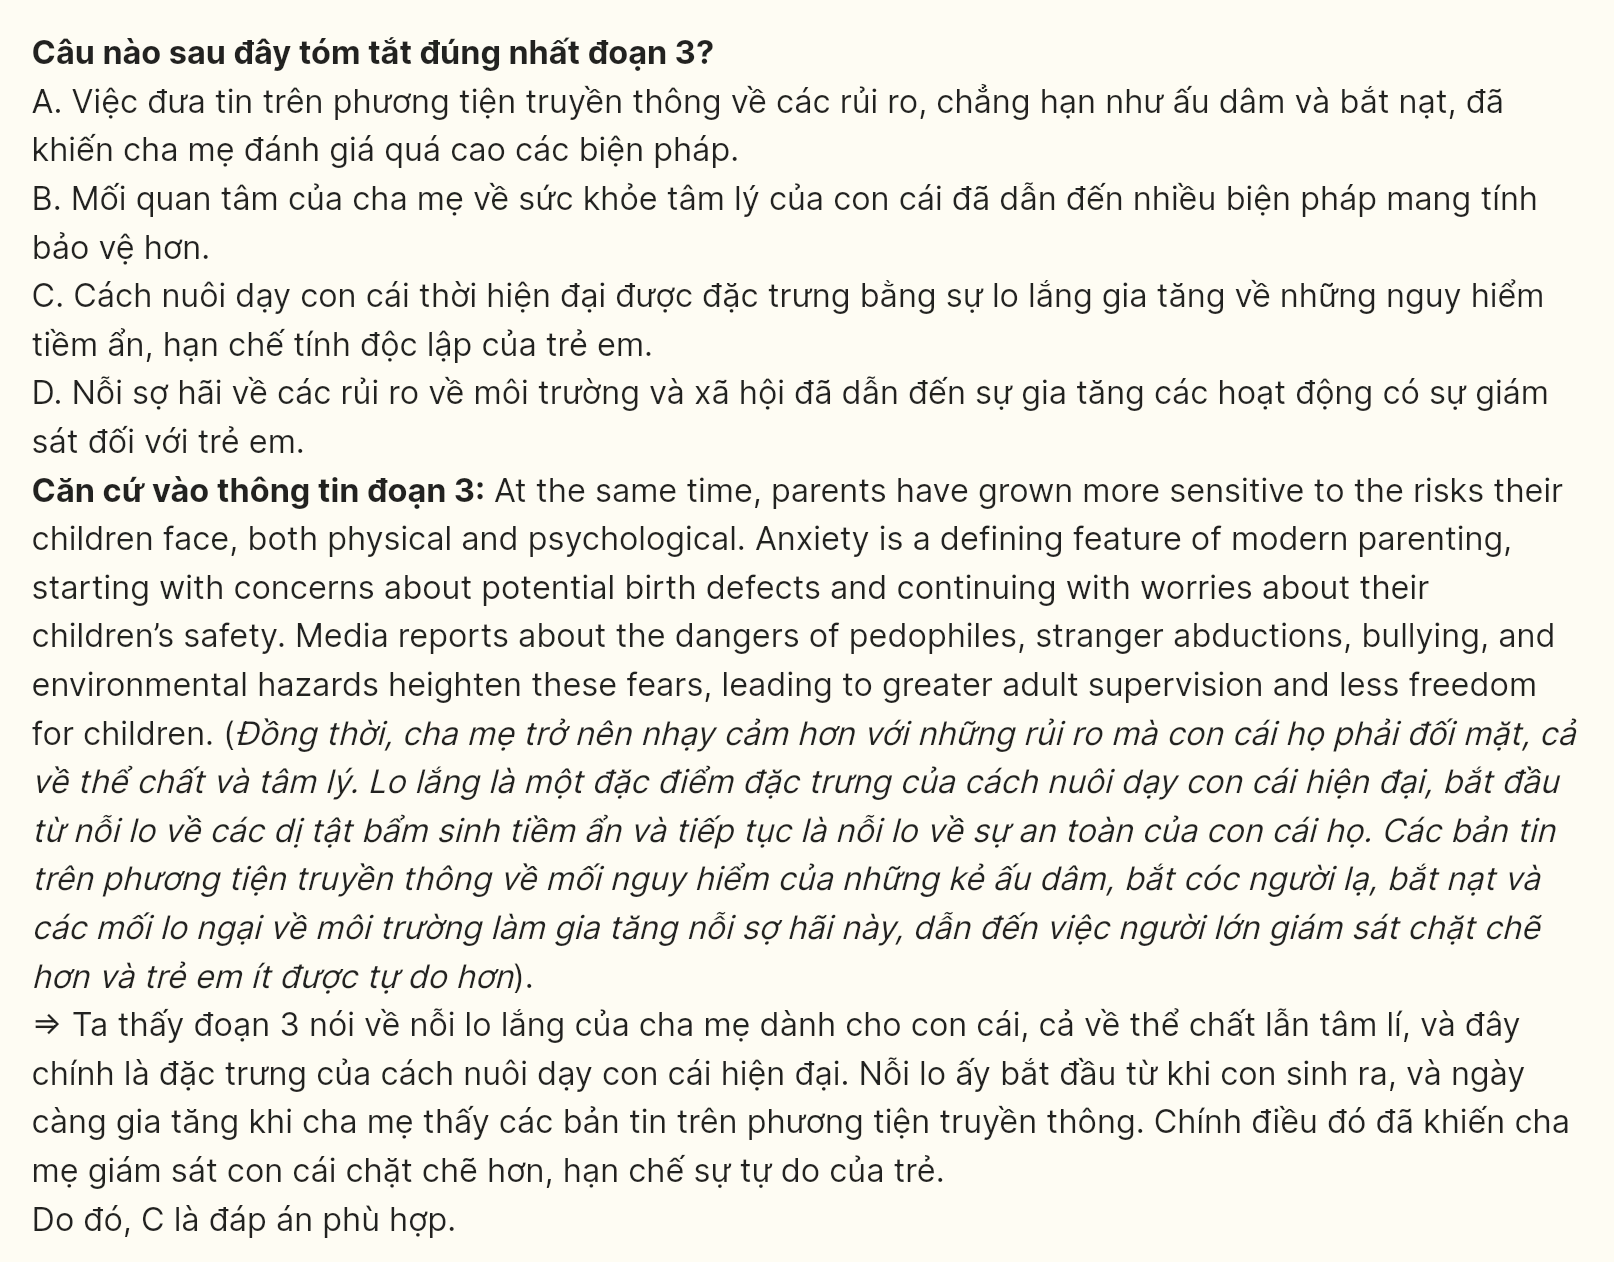 Câu nào sau đây tóm tắt đúng nhất đoạn 3?
A. Việc đưa tin trên phương tiện truyền thông về các rủi ro, chẳng hạn như ấu dâm và bắt nạt, đã
khiến cha mẹ đánh giá quá cao các biện pháp.
B. Mối quan tâm của cha mẹ về sức khỏe tâm lý của con cái đã dẫn đến nhiều biện pháp mang tính
bảo vệ hơn.
C. Cách nuôi dạy con cái thời hiện đại được đặc trưng bằng sự lo lắng gia tăng về những nguy hiểm
tiềm ẩn, hạn chế tính độc lập của trẻ em.
D. Nỗi sợ hãi về các rủi ro về môi trường và xã hội đã dẫn đến sự gia tăng các hoạt động có sự giám
sát đối với trẻ em.
Căn cứ vào thông tin đoạn 3: At the same time, parents have grown more sensitive to the risks their
children face, both physical and psychological. Anxiety is a defining feature of modern parenting,
starting with concerns about potential birth defects and continuing with worries about their
children’s safety. Media reports about the dangers of pedophiles, stranger abductions, bullying, and
environmental hazards heighten these fears, leading to greater adult supervision and less freedom
for children. (Đồng thời, cha mẹ trở nên nhạy cảm hơn với những rủi ro mà con cái họ phải đối mặt, cả
về thể chất và tâm lý. Lo lắng là một đặc điểm đặc trưng của cách nuôi dạy con cái hiện đại, bắt đầu
từ nỗi lo về các dị tật bẩm sinh tiềm ẩn và tiếp tục là nỗi lo về sự an toàn của con cái họ. Các bản tin
trên phương tiện truyền thông về mối nguy hiểm của những kẻ ấu dâm, bắt cóc người lạ, bắt nạt và
các mối lo ngại về môi trường làm gia tăng nỗi sợ hãi này, dẫn đến việc người lớn giám sát chặt chẽ
hơn và trẻ em ít được tự do hơn).
⇒ Ta thấy đoạn 3 nói về nỗi lo lắng của cha mẹ dành cho con cái, cả về thể chất lẫn tâm lí, và đây
chính là đặc trưng của cách nuôi dạy con cái hiện đại. Nỗi lo ấy bắt đầu từ khi con sinh ra, và ngày
càng gia tăng khi cha mẹ thấy các bản tin trên phương tiện truyền thông. Chính điều đó đã khiến cha
mẹ giám sát con cái chặt chẽ hơn, hạn chế sự tự do của trẻ.
Do đó, C là đáp án phù hợp.